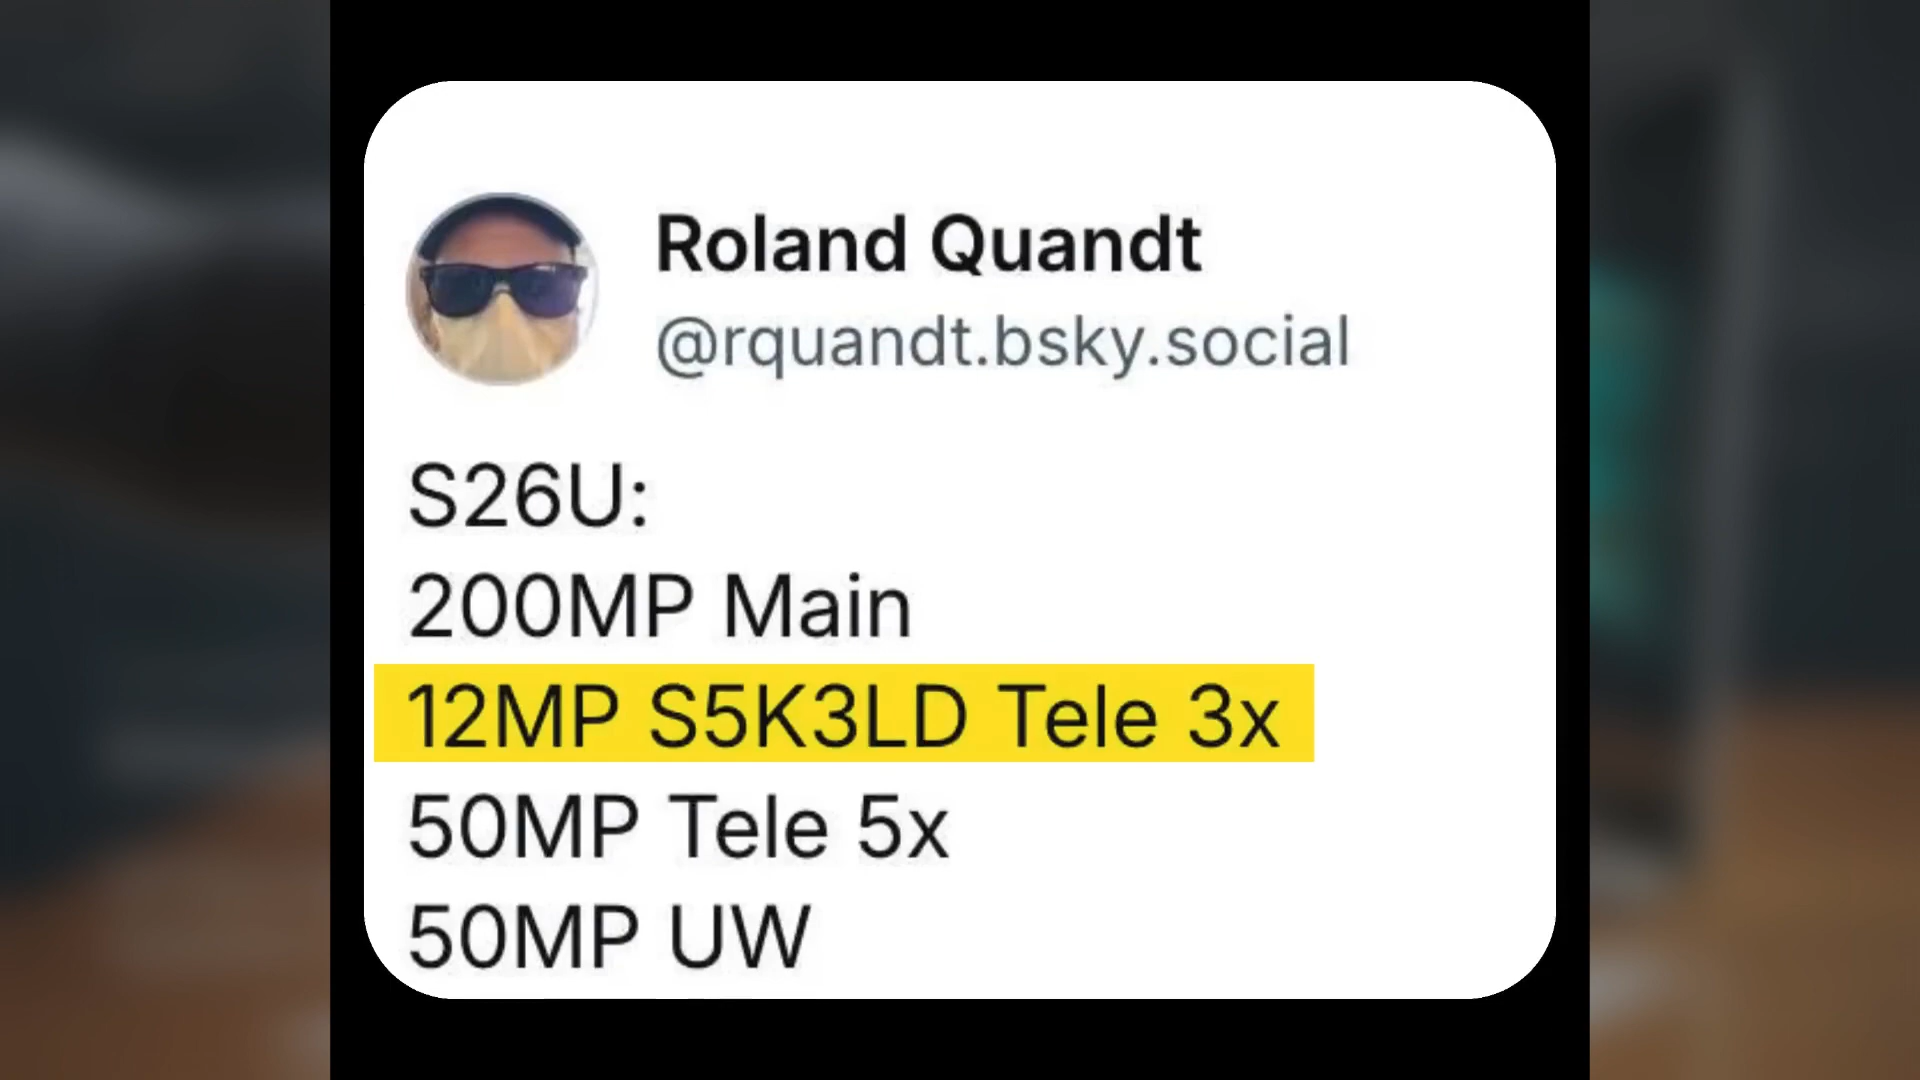 Roland Quandt
@rquandt.bsky.social
S26U:
200MP Main
12MP S5K3LD Tele 3x
50MP Tele 5x
50MP UW